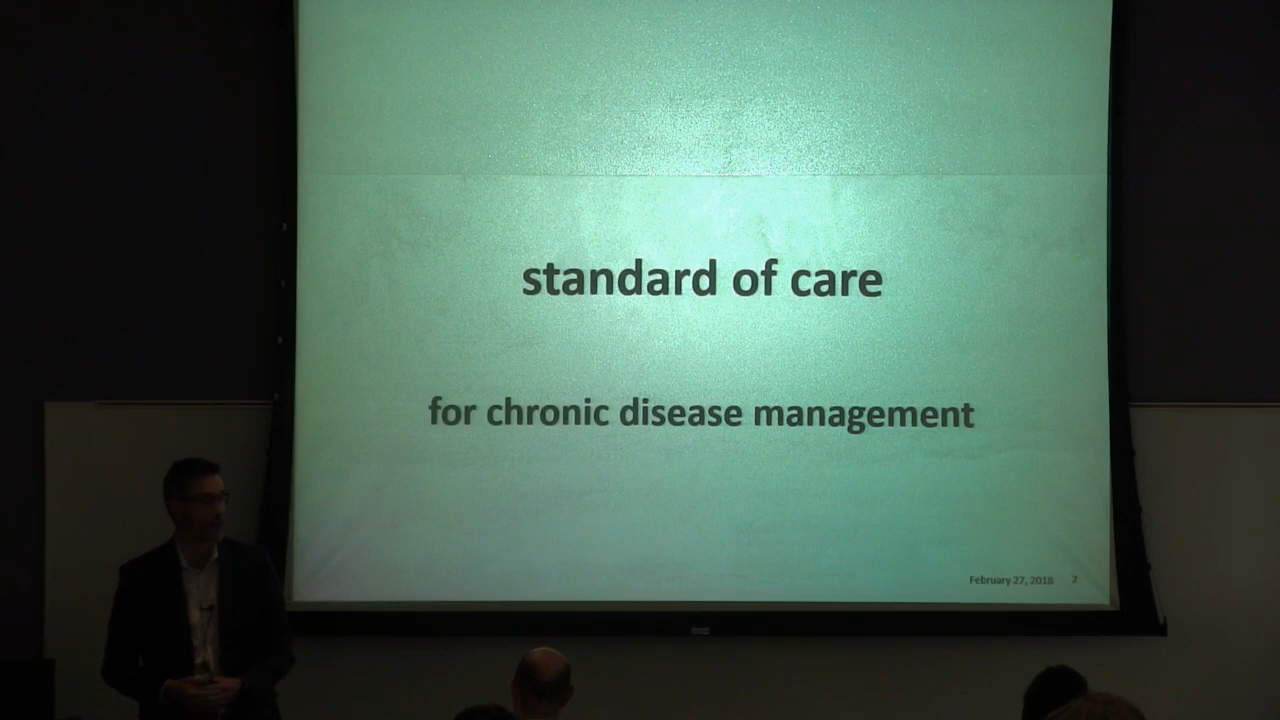 standard of care
for chronic disease management
February 27, 2018 2